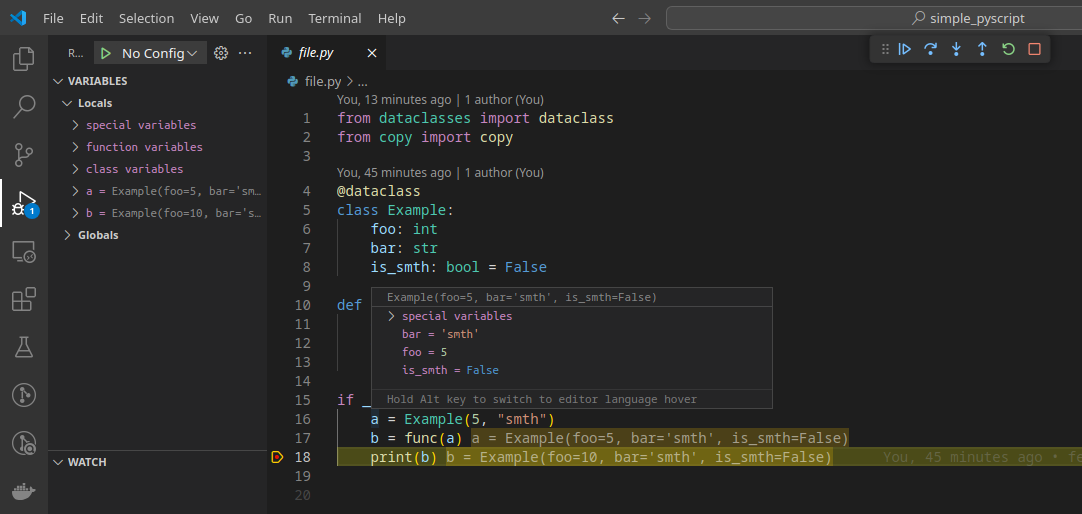 File Edit Selection View Go Run Terminal Help
simple_pyscript
R... No Config
file.py
VARIABLES
Locals
special variables
function variables
class variables
a = Example(foo=5, bar='sm…
b = Example(foo=10, bar='s…
Globals
WATCH
1
file.py > ...
You, 13 minutes ago | 1 author (You)
1 from dataclasses import dataclass
2 from copy import copy
3
You, 45 minutes ago | 1 author (You)
4 @dataclass
5 class Example:
6 foo: int
7 bar: str
8 is_smth: bool = False
9
10 def
11
12
13
14
Example(foo=5, bar='smth', is_smth=False)
special variables
bar = 'smth'
foo = 5
is_smth = False
Hold Alt key to switch to editor language hover
15 if _
16 a = Example(5, "smth")
17 b = func(a) a = Example(foo=5, bar='smth', is_smth=False)
18 print(b) b = Example(foo=10, bar='smth', is_smth=False) You, 45 minutes ago • fe
19
20